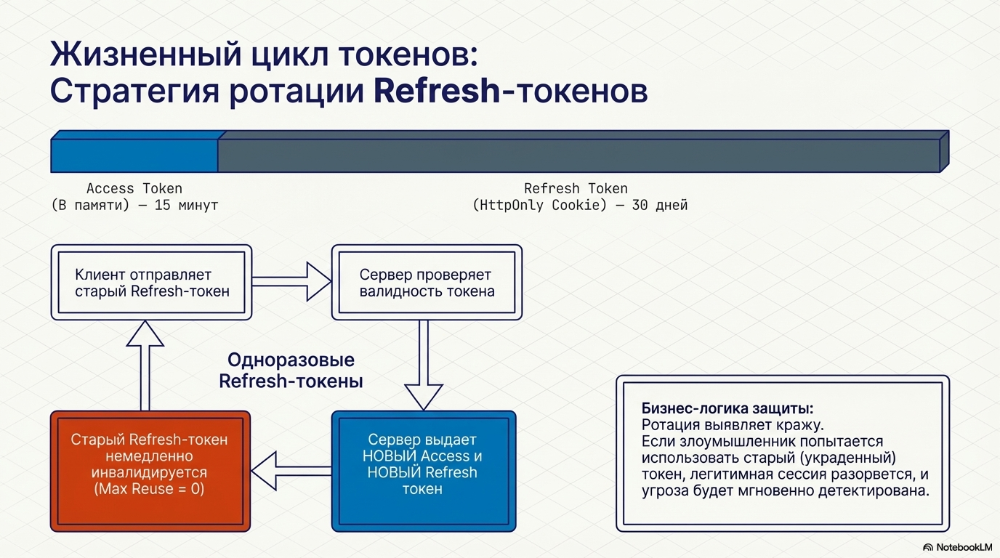 Жизненный цикл токенов:
Стратегия ротации Refresh-токенов
Access Token
(В памяти) — 15 минут
Refresh Token
(HttpOnly Cookie) — 30 дней
Клиент отправляет
старый Refresh-токен
Сервер проверяет
валидность токена
Одноразовые
Refresh-токены
Старый Refresh-токен
немедленно
инвалидируется
(Max Reuse = 0)
Сервер выдает
НОВЫЙ Access и
НОВЫЙ Refresh
токен
Бизнес-логика защиты:
Ротация выявляет кражу.
Если злоумышленник попытается
использовать старый (украденный)
токен, легитимная сессия разорвется, и
угроза будет мгновенно детектирована.
NotebookLM